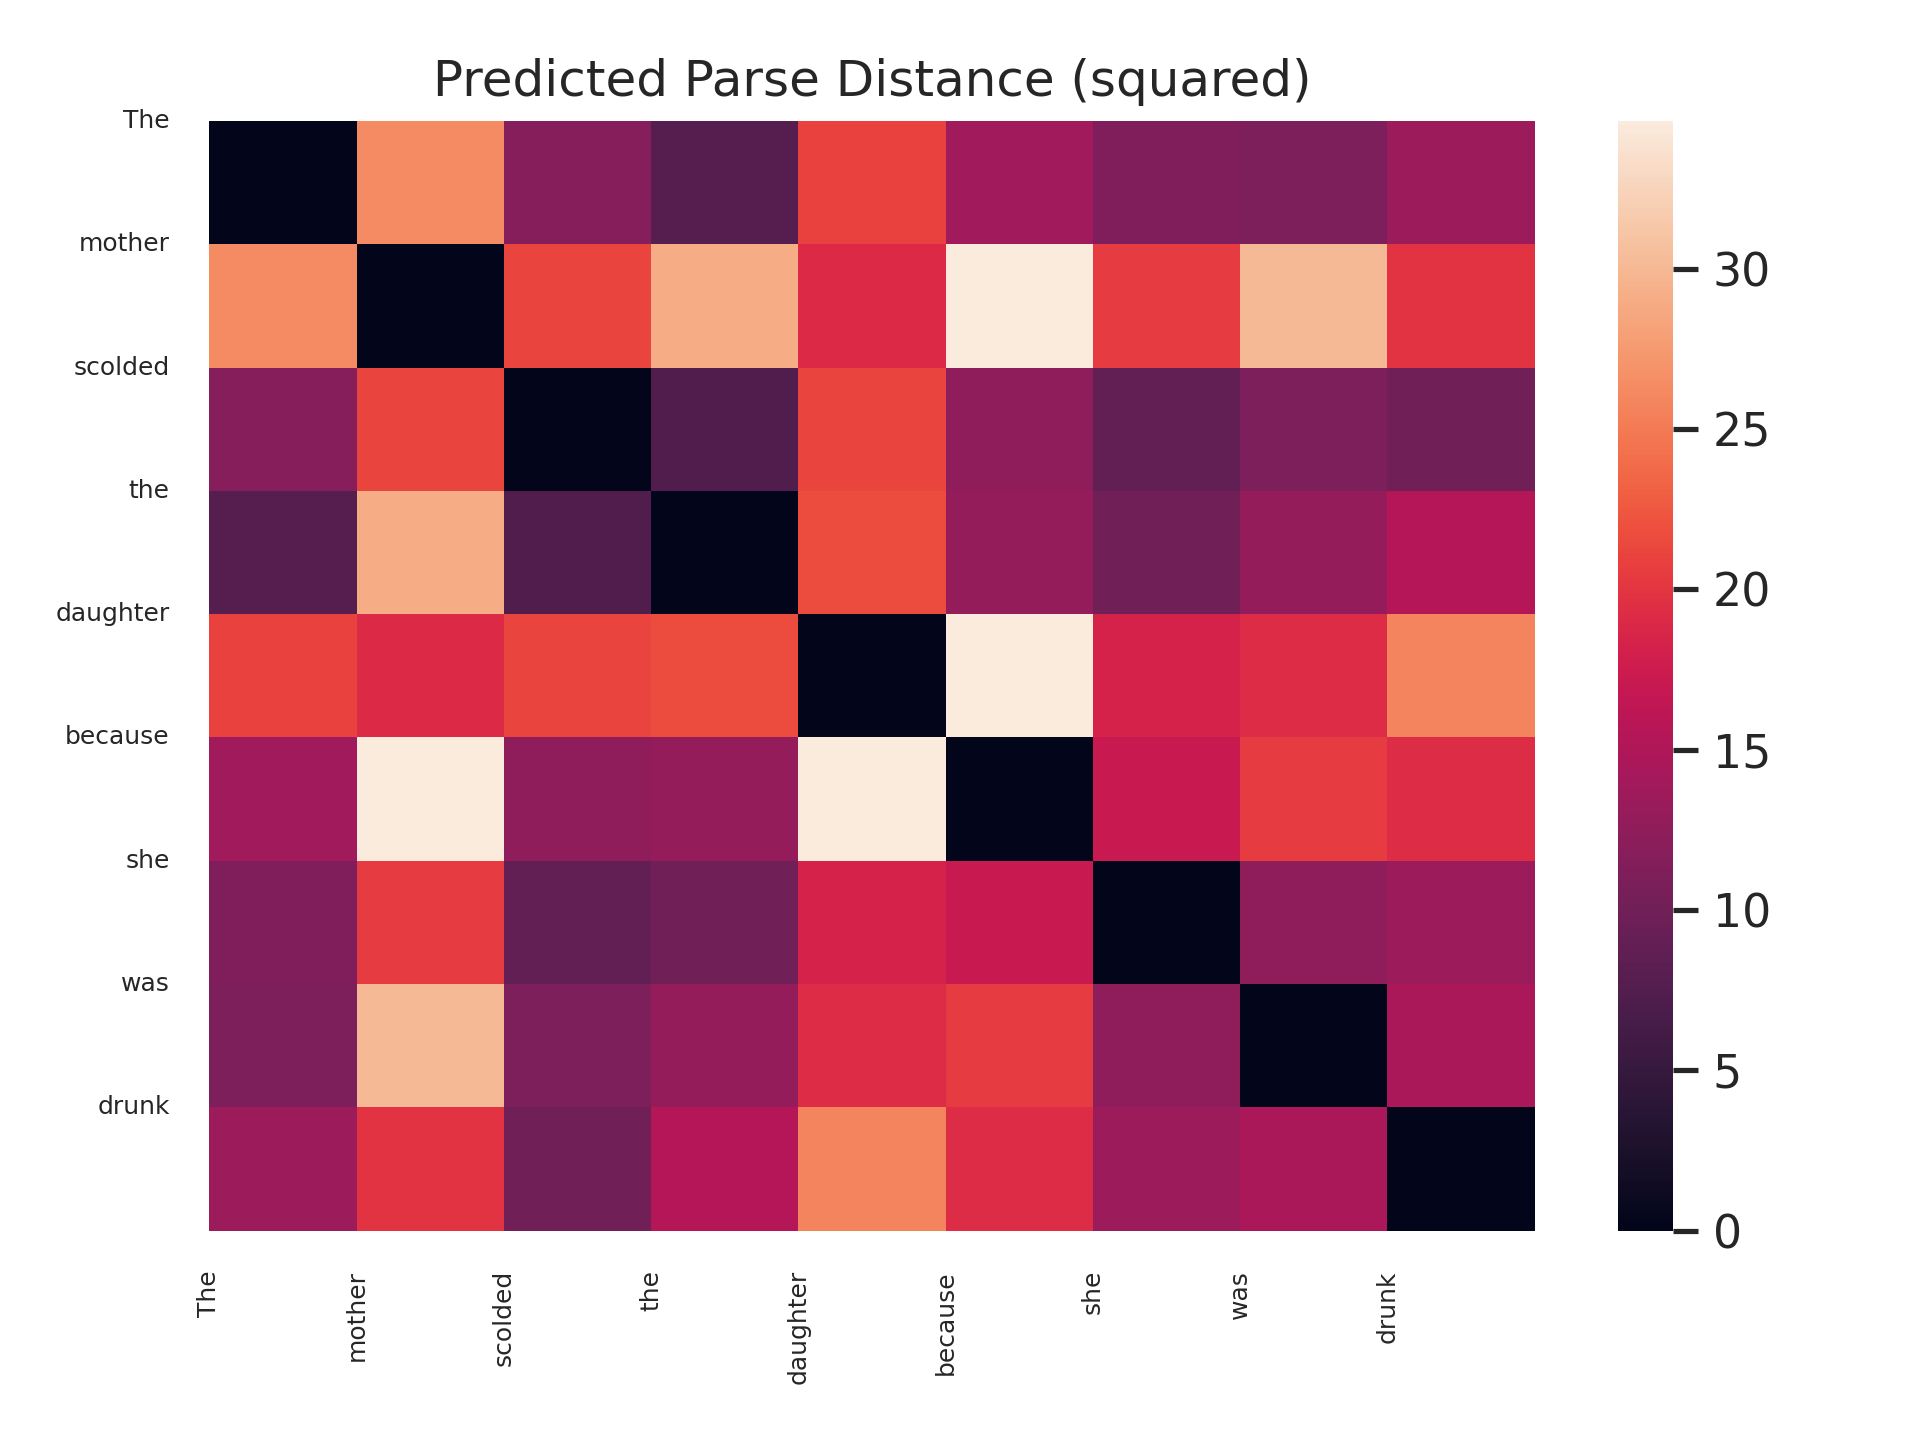 Predicted Parse Distance (squared)
The
mother
scolded
the
daughter
because
she
was
drunk
The
mother
scolded
the
daughter
because
she
was
drunk
30
25
20
15
10
5
0